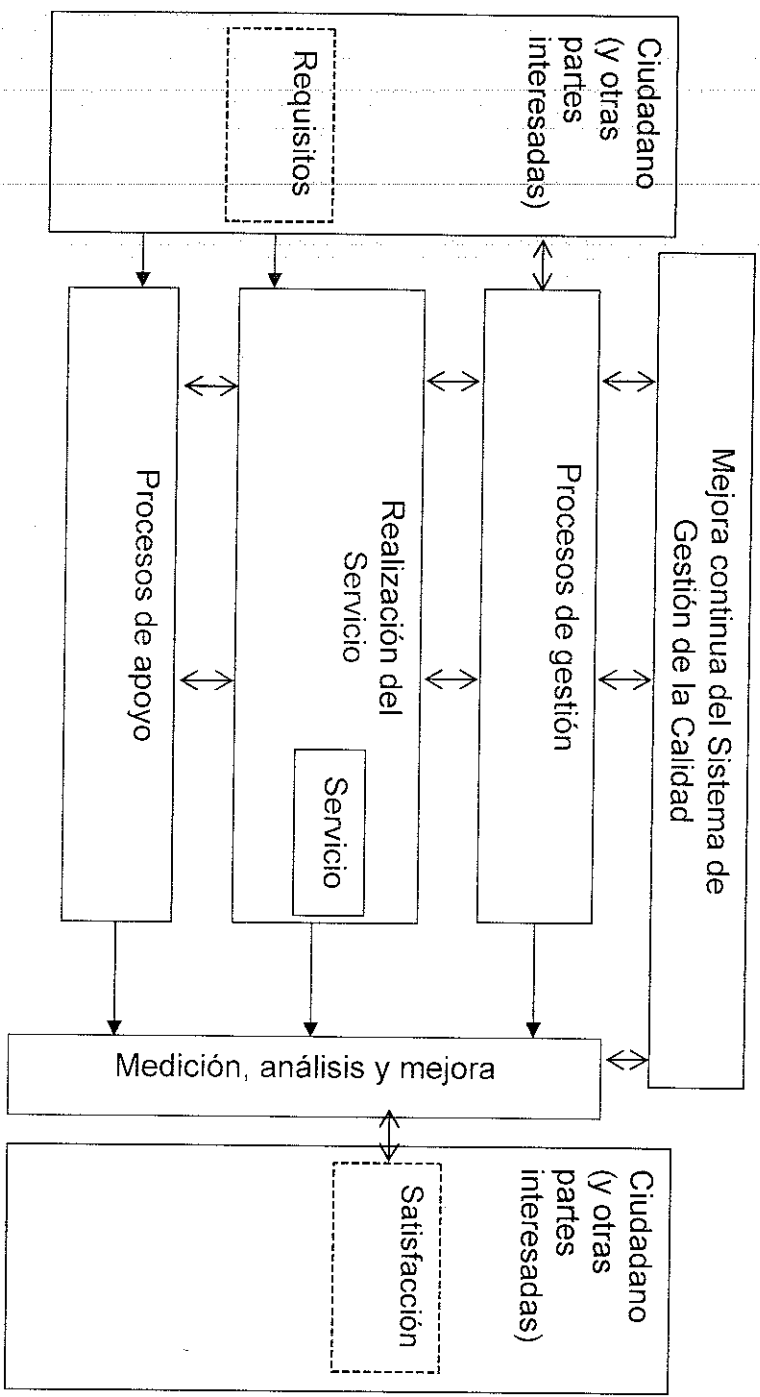 Mejora continua del Sistema de
Gestión de la Calidad
Ciudadano
(y otras
partes
interesadas)
Requisitos
Procesos de gestión
Realización del
Servicio
Servicio
Procesos de apoyo
Medición, análisis y mejora
Ciudadano
(y otras
partes
interesadas)
Satisfacción